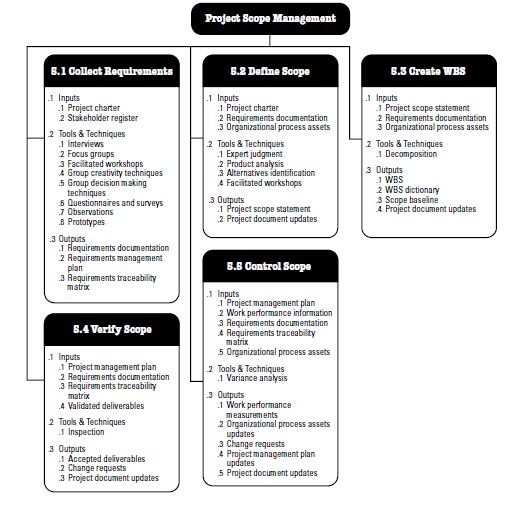 Project Scope Management
5.1 Collect Requirements
.1 Inputs
.1 Project charter
.2 Stakeholder register
.2 Tools & Techniques
.1 Interviews
.2 Focus groups
.3 Facilitated workshops
.4 Group creativity techniques
.5 Group decision making
techniques
.6 Questionnaires and surveys
.7 Observations
.8 Prototypes
.3 Outputs
.1 Requirements documentation
.2 Requirements management
plan
.3 Requirements traceability
matrix
5.2 Define Scope
.1 Inputs
.1 Project charter
.2 Requirements documentation
.3 Organizational process assets
.2 Tools & Techniques
.1 Expert judgment
.2 Product analysis
.3 Alternatives identification
.4 Facilitated workshops
.3 Outputs
.1 Project scope statement
.2 Project document updates
5.3 Create WBS
.1 Inputs
.1 Project scope statement
.2 Requirements documentation
.3 Organizational process assets
.2 Tools & Techniques
.1 Decomposition
.3 Outputs
.1 WBS
.2 WBS dictionary
.3 Scope baseline
.4 Project document updates
5.4 Verify Scope
.1 Inputs
.1 Project management plan
.2 Requirements documentation
.3 Requirements traceability
matrix
.4 Validated deliverables
.2 Tools & Techniques
.1 Inspection
.3 Outputs
.1 Accepted deliverables
.2 Change requests
.3 Project document updates
5.5 Control Scope
.1 Inputs
.1 Project management plan
.2 Work performance information
.3 Requirements documentation
.4 Requirements traceability
matrix
.5 Organizational process assets
.2 Tools & Techniques
.1 Variance analysis
.3 Outputs
.1 Work performance
measurements
.2 Organizational process assets
updates
.3 Change requests
.4 Project management plan
updates
.5 Project document updates